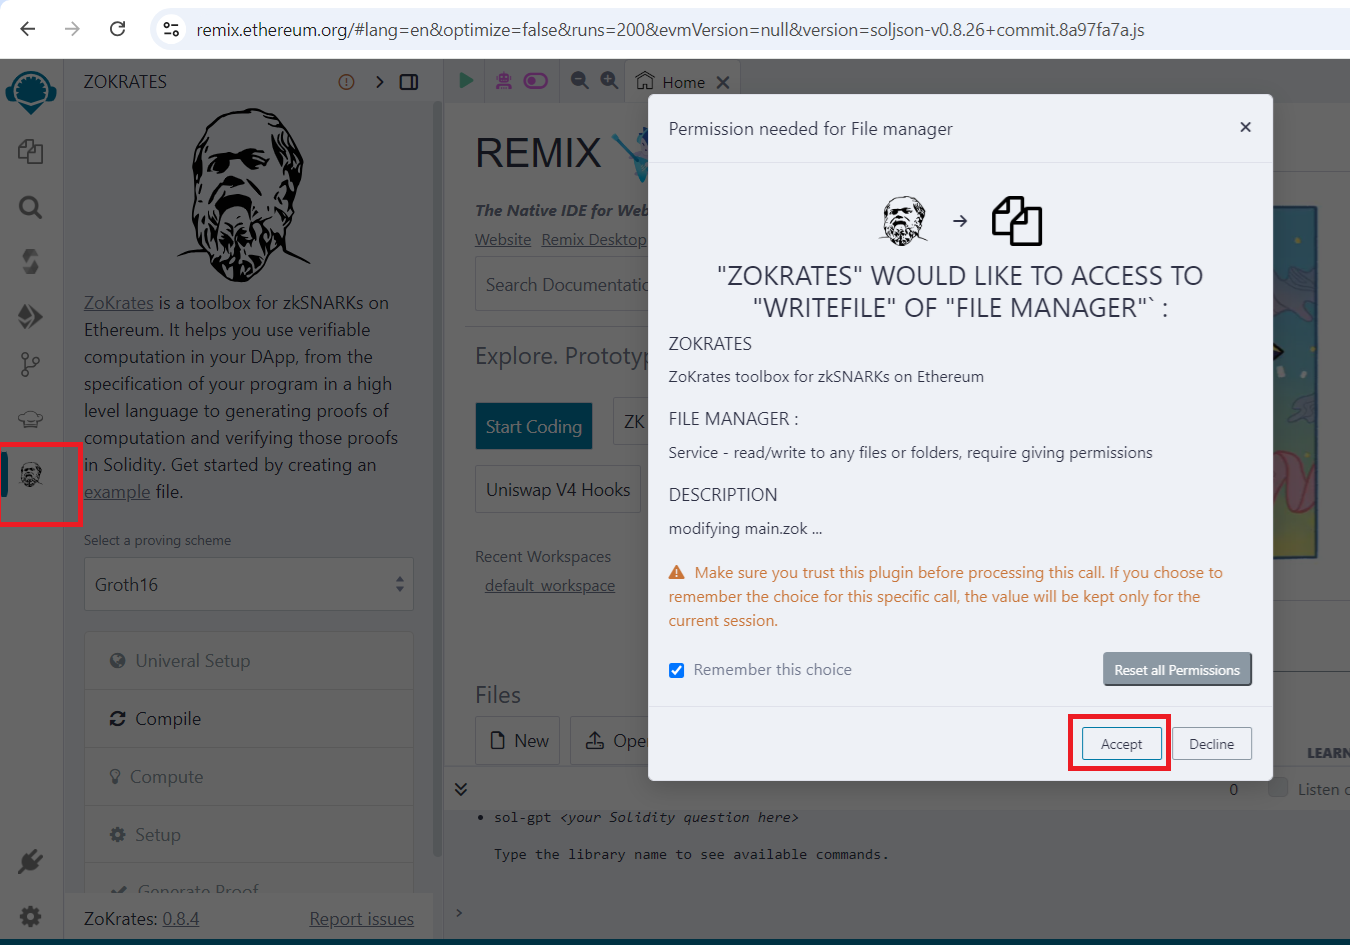 remix.ethereum.org/#lang=en&optimize=false&runs=200&evmVersion=null&version=soljson-v0.8.26+commit.8a97fa7a.js
ZOKRATES
Home
ZoKrates is a toolbox for zkSNARKs on
Ethereum. It helps you use verifiable
computation in your DApp, from the
specification of your program in a high
level language to generating proofs of
computation and verifying those proofs
in Solidity. Get started by creating an
example file.
Select a proving scheme
Groth16
Univeral Setup
Compile
Compute
Setup
Generate Proof
ZoKrates: 0.8.4
Report issues
REMIX
The Native IDE for Web
Website Remix Desktop
Search Documentatio
Explore. Prototyp
Start Coding
ZK
Uniswap V4 Hooks
Recent Workspaces
default_workspace
Files
New
Ope
Permission needed for File manager
"ZOKRATES" WOULD LIKE TO ACCESS TO
"WRITEFILE" OF "FILE MANAGER"` :
ZOKRATES
ZoKrates toolbox for zkSNARKs on Ethereum
FILE MANAGER :
Service - read/write to any files or folders, require giving permissions
DESCRIPTION
modifying main.zok ...
Make sure you trust this plugin before processing this call. If you choose to
remember the choice for this specific call, the value will be kept only for the
current session.
Remember this choice
Reset all Permissions
Accept
Decline
LEARN
0
Listen o
• sol-gpt <your Solidity question here>
Type the library name to see available commands.
>